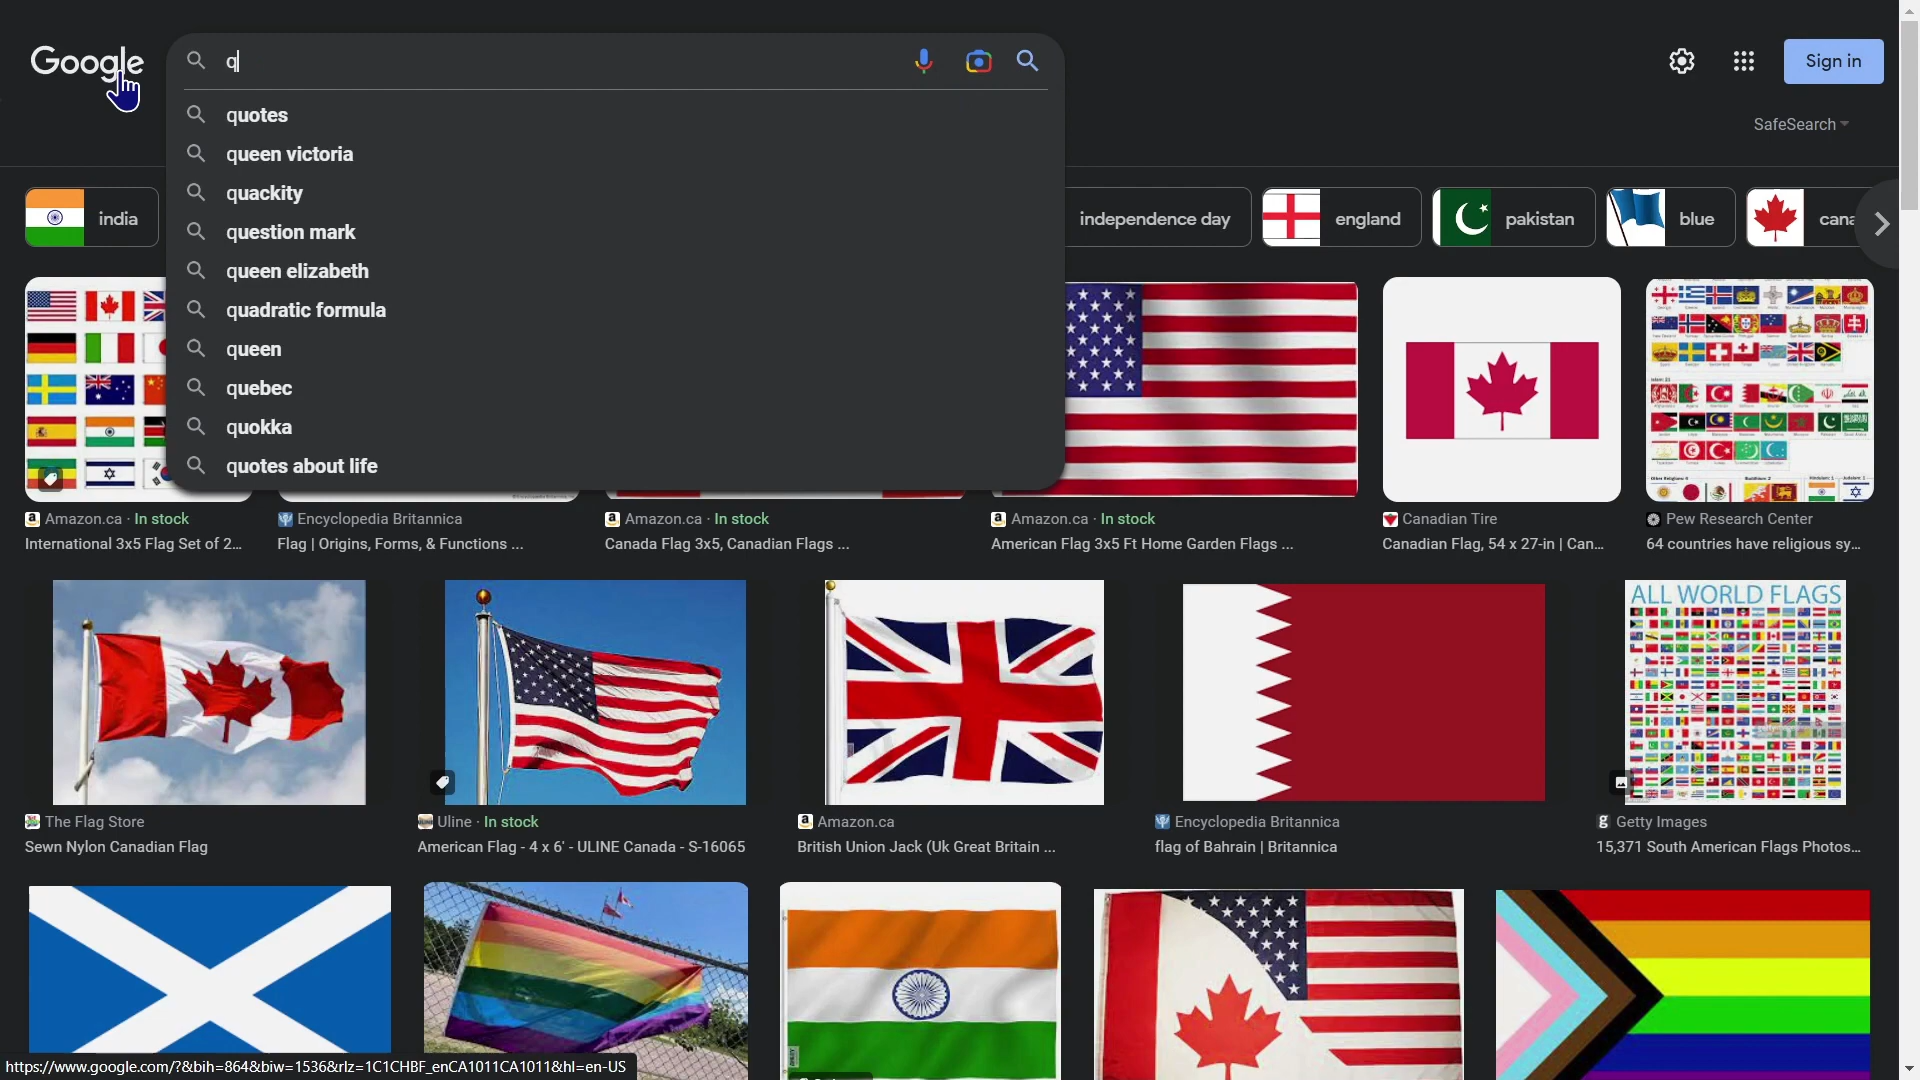 Google
q
Sign in
quotes
queen victoria
quackity
question mark
queen elizabeth
quadratic formula
queen
quebec
quokka
quotes about life
SafeSearch
india
independence day
england
pakistan
blue
cana
Amazon.ca · In stock
International 3x5 Flag Set of 2...
Encyclopedia Britannica
Flag | Origins, Forms, & Functions ...
Amazon.ca · In stock
Canada Flag 3x5, Canadian Flags ...
Amazon.ca · In stock
American Flag 3x5 Ft Home Garden Flags ...
Canadian Tire
Canadian Flag, 54 x 27-in | Can...
Pew Research Center
64 countries have religious sy...
ALL WORLD FLAGS
The Flag Store
Sewn Nylon Canadian Flag
Uline · In stock
American Flag - 4 x 6' - ULINE Canada - S-16065
Amazon.ca
British Union Jack (Uk Great Britain ...
Encyclopedia Britannica
flag of Bahrain | Britannica
Getty Images
15,371 South American Flags Photos...
https://www.google.com/?&bih=864&biw=1536&rlz=1C1CHBF_enCA1011CA1011&hl=en-US